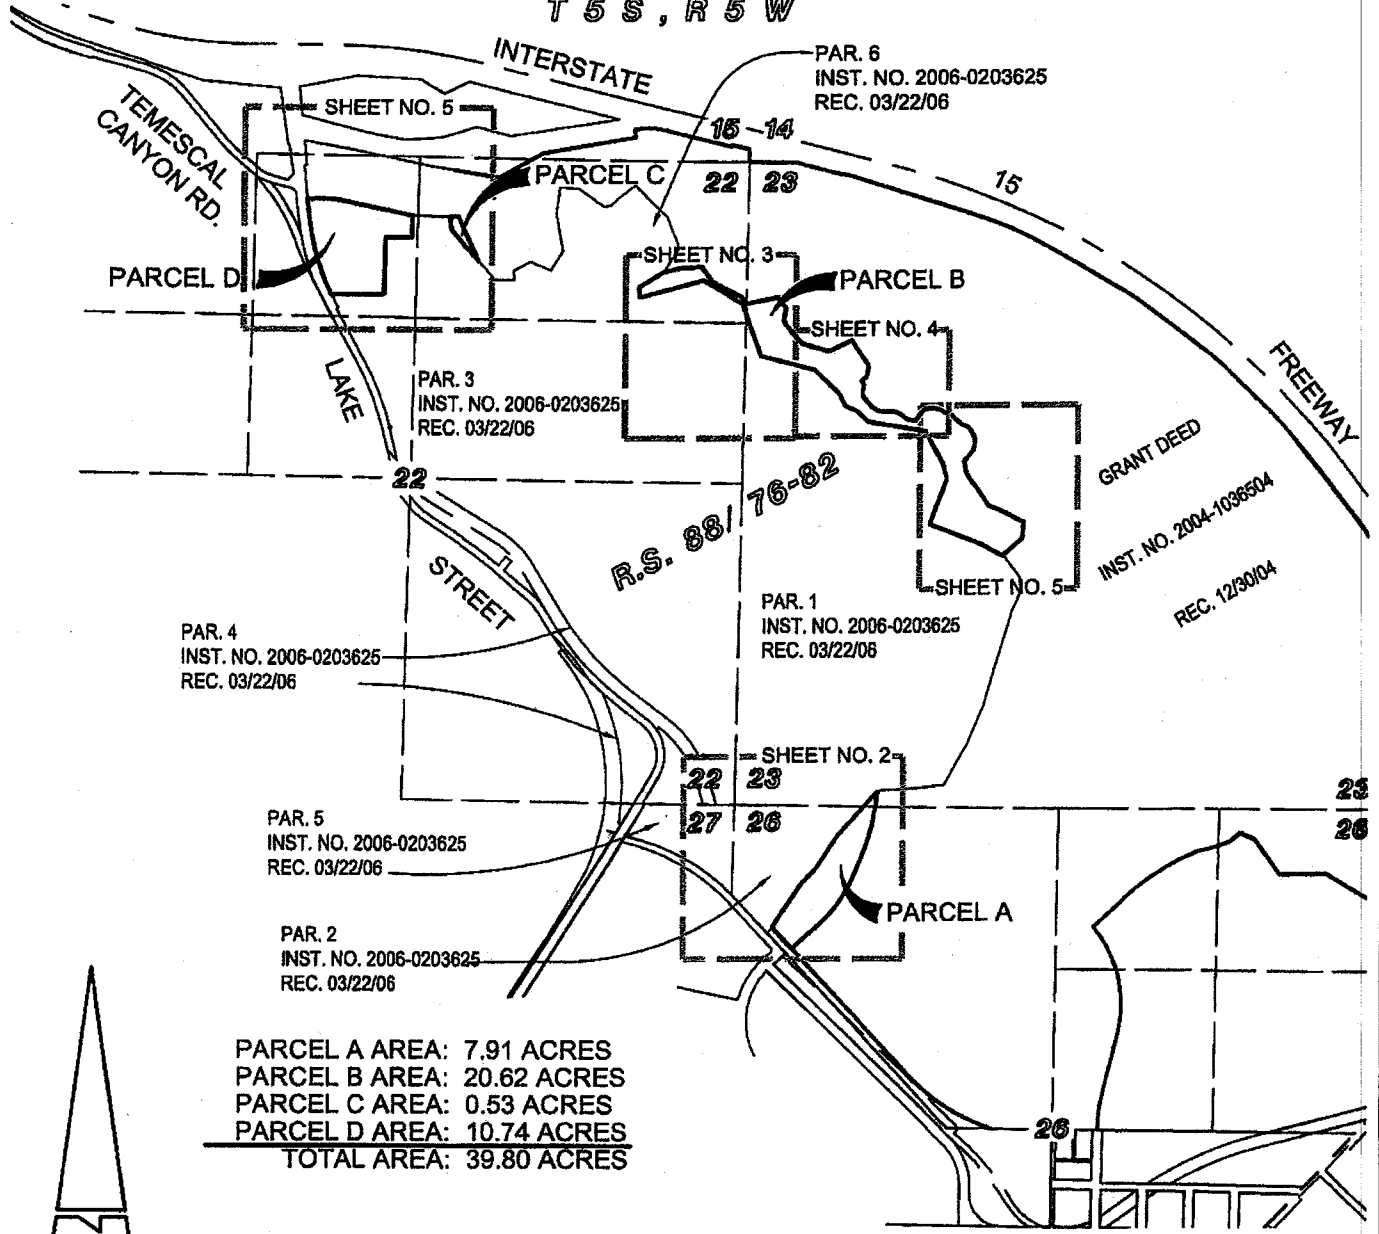 T 5 S , R 5 W
INTERSTATE
PAR. 6
INST. NO. 2006-0203625
REC. 03/22/06
TEMESCAL
CANYON RD.
SHEET NO. 5
15 14
22 23
15
PARCEL C
PARCEL D
SHEET NO. 3
PARCEL B
SHEET NO. 4
FREEWAY
LAKE
PAR. 3
INST. NO. 2006-0203625
REC. 03/22/06
22
R.S. 88/ 76-82
GRANT DEED
INST. NO. 2004-1036504
REC. 12/30/04
STREET
SHEET NO. 5
PAR. 1
INST. NO. 2006-0203625
REC. 03/22/06
PAR. 4
INST. NO. 2006-0203625
REC. 03/22/06
SHEET NO. 2
22 23
27 26
23
26
PAR. 5
INST. NO. 2006-0203625
REC. 03/22/06
PARCEL A
PAR. 2
INST. NO. 2006-0203625
REC. 03/22/06
PARCEL A AREA: 7.91 ACRES
PARCEL B AREA: 20.62 ACRES
PARCEL C AREA: 0.53 ACRES
PARCEL D AREA: 10.74 ACRES
TOTAL AREA: 39.80 ACRES
26
N